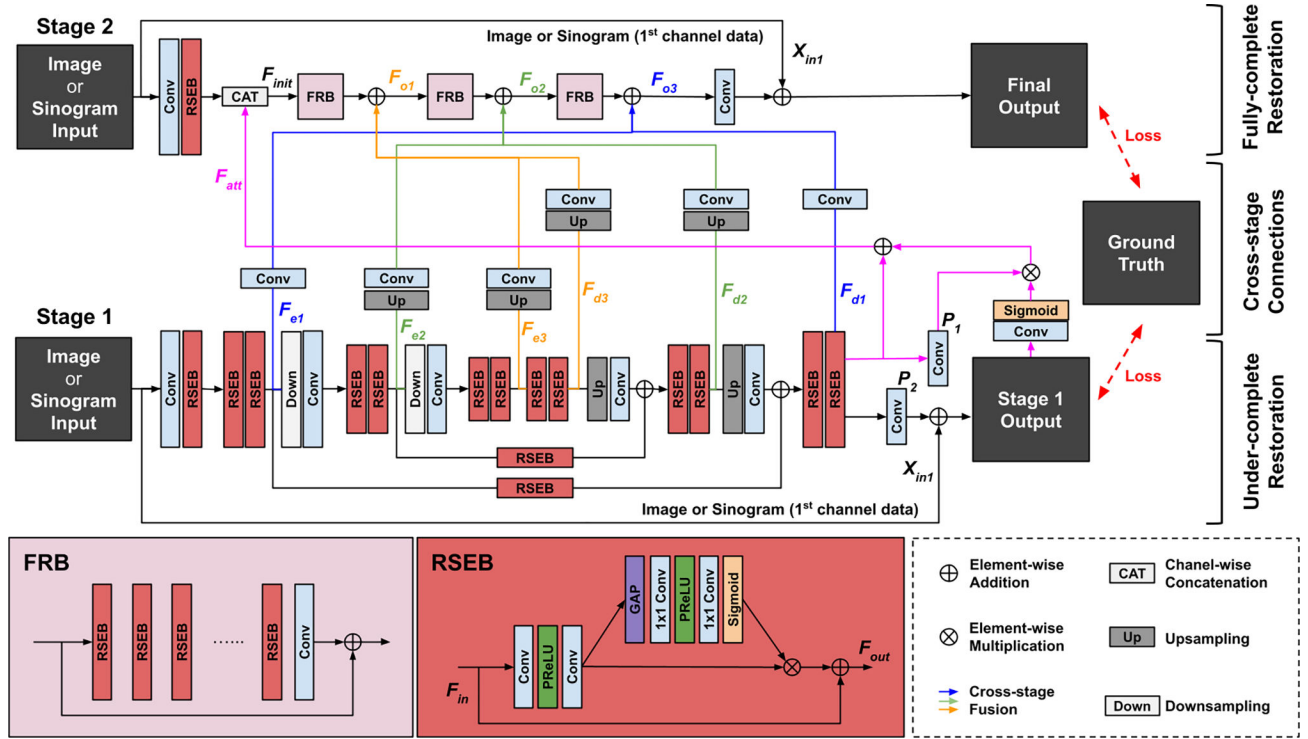 Stage 2
Image
or
Sinogram
Input
Conv
RSEB
CAT
F_init
FRB
F_o1
FRB
F_o2
FRB
F_o3
Conv
Image or Sinogram (1st channel data)
X_in1
Final
Output
Loss
Fully-complete
Restoration
F_att
Conv
Conv
Up
Conv
Up
Conv
Up
Conv
Up
Conv
F_e1
F_e2
F_e3
F_d3
F_d2
F_d1
Sigmoid
Conv
Ground
Truth
Cross-stage
Connections
Stage 1
Image
or
Sinogram
Input
Conv
RSEB
RSEB
RSEB
Down
Conv
RSEB
RSEB
Down
Conv
RSEB
RSEB
RSEB
RSEB
Up
Conv
RSEB
RSEB
Up
Conv
RSEB
RSEB
P_1
Conv
P_2
Conv
Stage 1
Output
Loss
RSEB
RSEB
X_in1
Image or Sinogram (1st channel data)
Under-complete
Restoration
FRB
RSEB
RSEB
RSEB
......
RSEB
Conv
RSEB
F_in
Conv
PReLU
Conv
GAP
1x1 Conv
PReLU
1x1 Conv
Sigmoid
F_out
Element-wise
Addition
CAT
Chanel-wise
Concatenation
Element-wise
Multiplication
Up
Upsampling
Cross-stage
Fusion
Down
Downsampling